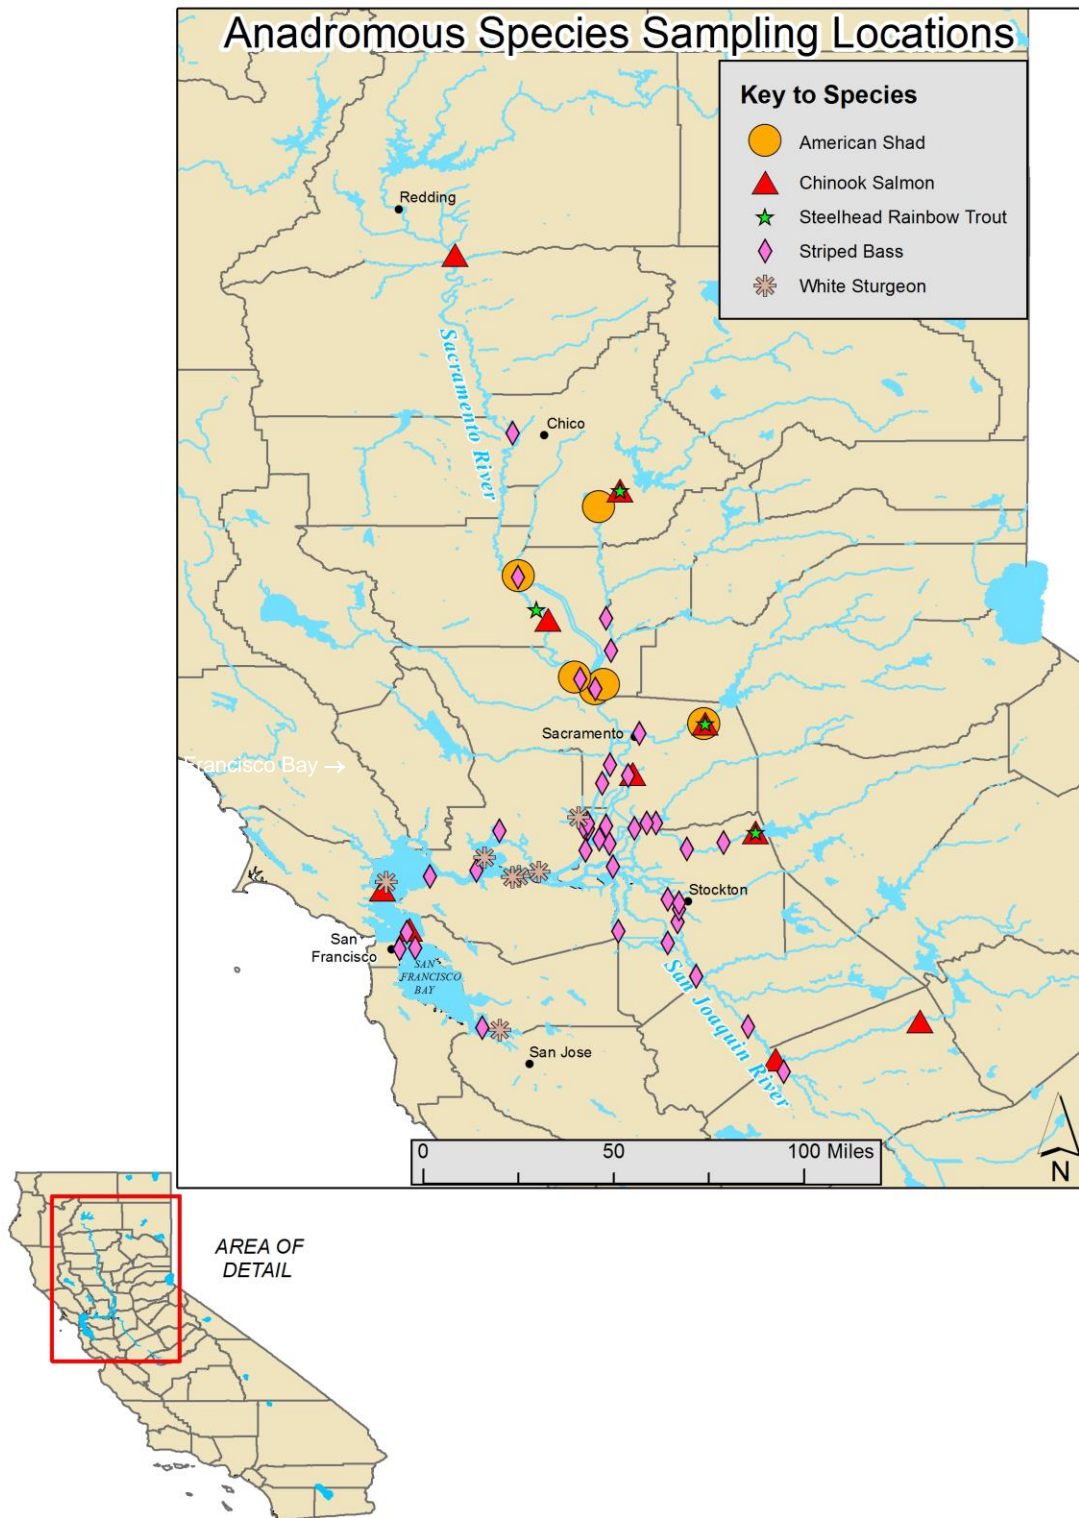 Anadromous Species Sampling Locations
Key to Species
American Shad
Chinook Salmon
Steelhead Rainbow Trout
Striped Bass
White Sturgeon
Redding
Sacramento River
Chico
Sacramento
Francisco Bay →
Stockton
San
Francisco
SAN
FRANCISCO
BAY
San Joaquin River
San Jose
0 50 100 Miles
N
AREA OF
DETAIL